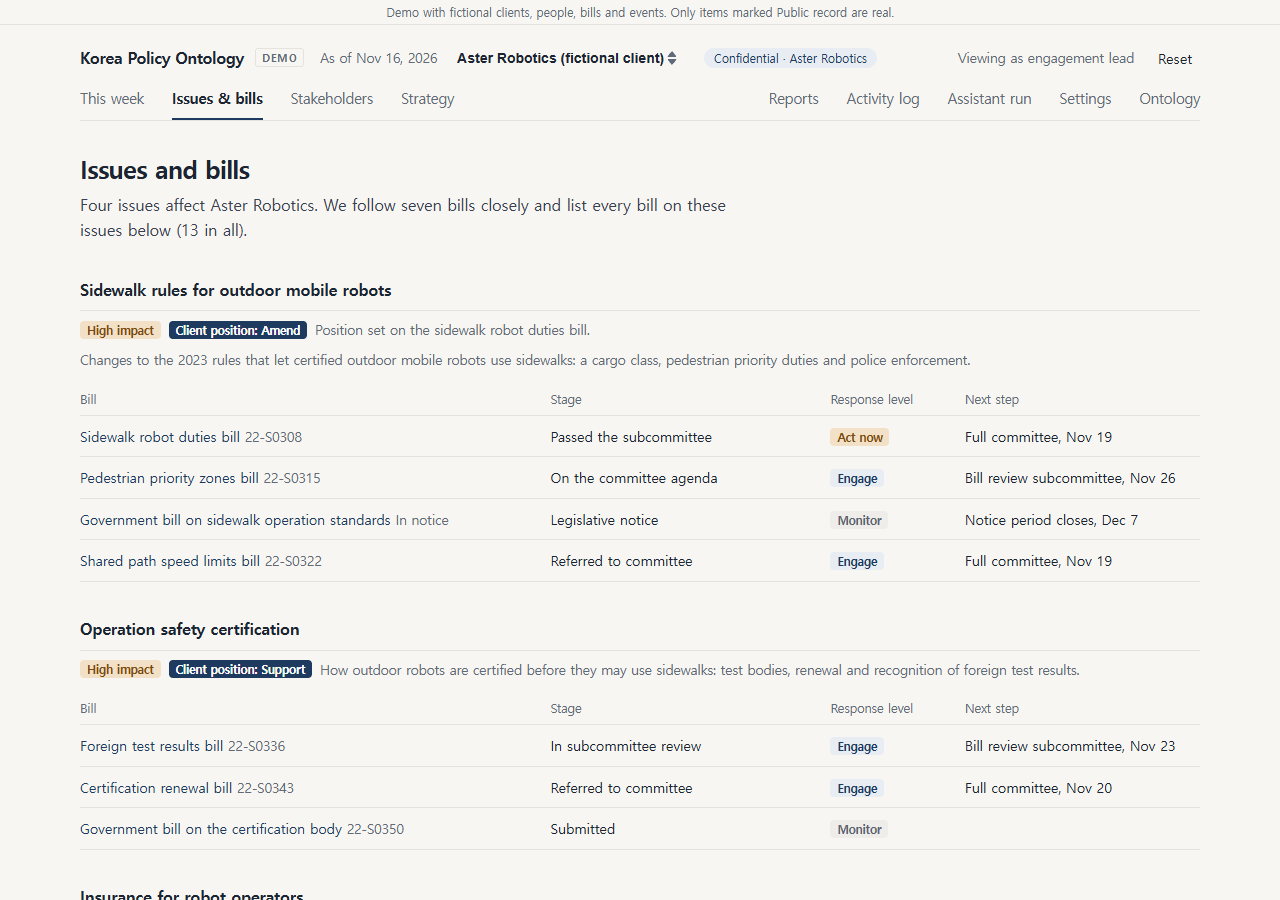 Demo with fictional clients, people, bills and events. Only items marked Public record are real.
Korea Policy Ontology DEMO As of Nov 16, 2026 Aster Robotics (fictional client) Confidential · Aster Robotics Viewing as engagement lead Reset
This week Issues & bills Stakeholders Strategy Reports Activity log Assistant run Settings Ontology
Issues and bills
Four issues affect Aster Robotics. We follow seven bills closely and list every bill on these
issues below (13 in all).
Sidewalk rules for outdoor mobile robots
High impact Client position: Amend Position set on the sidewalk robot duties bill.
Changes to the 2023 rules that let certified outdoor mobile robots use sidewalks: a cargo class, pedestrian priority duties and police enforcement.
Bill Stage Response level Next step
Sidewalk robot duties bill 22-S0308 Passed the subcommittee Act now Full committee, Nov 19
Pedestrian priority zones bill 22-S0315 On the committee agenda Engage Bill review subcommittee, Nov 26
Government bill on sidewalk operation standards In notice Legislative notice Monitor Notice period closes, Dec 7
Shared path speed limits bill 22-S0322 Referred to committee Engage Full committee, Nov 19
Operation safety certification
High impact Client position: Support How outdoor robots are certified before they may use sidewalks: test bodies, renewal and recognition of foreign test results.
Bill Stage Response level Next step
Foreign test results bill 22-S0336 In subcommittee review Engage Bill review subcommittee, Nov 23
Certification renewal bill 22-S0343 Referred to committee Engage Full committee, Nov 20
Government bill on the certification body 22-S0350 Submitted Monitor
Insurance for robot operators